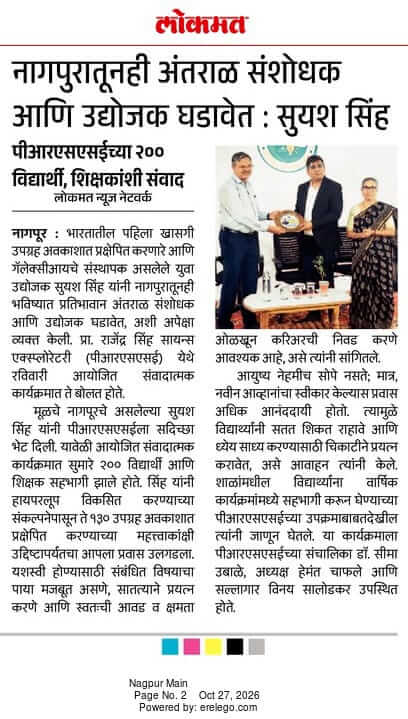 लोकमत
नागपुरातूनही अंतराळ संशोधक
आणि उद्योजक घडावेत : सुयश सिंह
पीआरएसएसईच्या २००
विद्यार्थी, शिक्षकांशी संवाद
लोकमत न्यूज नेटवर्क
नागपूर : भारतातील पहिला खासगी
उपग्रह अवकाशात प्रक्षेपित करणारे आणि
गॅलेक्सीआयचे संस्थापक असलेले युवा
उद्योजक सुयश सिंह यांनी नागपुरातूनही
भविष्यात प्रतिभावान अंतराळ संशोधक
आणि उद्योजक घडावेत, अशी अपेक्षा
व्यक्त केली. प्रा. राजेंद्र सिंह सायन्स
एक्स्प्लोरेटरी (पीआरएसएसई) येथे
रविवारी आयोजित संवादात्मक
कार्यक्रमात ते बोलत होते.
मूळचे नागपूरचे असलेल्या सुयश
सिंह यांनी पीआरएसएसईला सदिच्छा
भेट दिली. यावेळी आयोजित संवादात्मक
कार्यक्रमात सुमारे २०० विद्यार्थी आणि
शिक्षक सहभागी झाले होते. सिंह यांनी
हायपरलूप विकसित करण्याच्या
संकल्पनेपासून ते १३० उपग्रह अवकाशात
प्रक्षेपित करण्याच्या महत्त्वाकांक्षी
उद्दिष्टापर्यंतचा आपला प्रवास उलगडला.
यशस्वी होण्यासाठी संबंधित विषयाचा
पाया मजबूत असणे, सातत्याने प्रयत्न
करणे आणि स्वतःची आवड व क्षमता
ओळखून करिअरची निवड करणे
आवश्यक आहे, असे त्यांनी सांगितले.
आयुष्य नेहमीच सोपे नसते; मात्र,
नवीन आव्हानांचा स्वीकार केल्यास प्रवास
अधिक आनंददायी होतो. त्यामुळे
विद्यार्थ्यांनी सतत शिकत राहावे आणि
ध्येय साध्य करण्यासाठी चिकाटीने प्रयत्न
करावेत, असे आवाहन त्यांनी केले.
शाळांमधील विद्यार्थ्यांना वार्षिक
कार्यक्रमांमध्ये सहभागी करून घेण्याच्या
पीआरएसएसईच्या उपक्रमाबाबतदेखील
त्यांनी जाणून घेतले. या कार्यक्रमाला
पीआरएसएसईच्या संचालिका डॉ. सीमा
उबाळे, अध्यक्ष हेमंत चाफले आणि
सल्लागार विनय सालोडकर उपस्थित
होते.
Nagpur Main
Page No. 2 Oct 27, 2026
Powered by: erelego.com